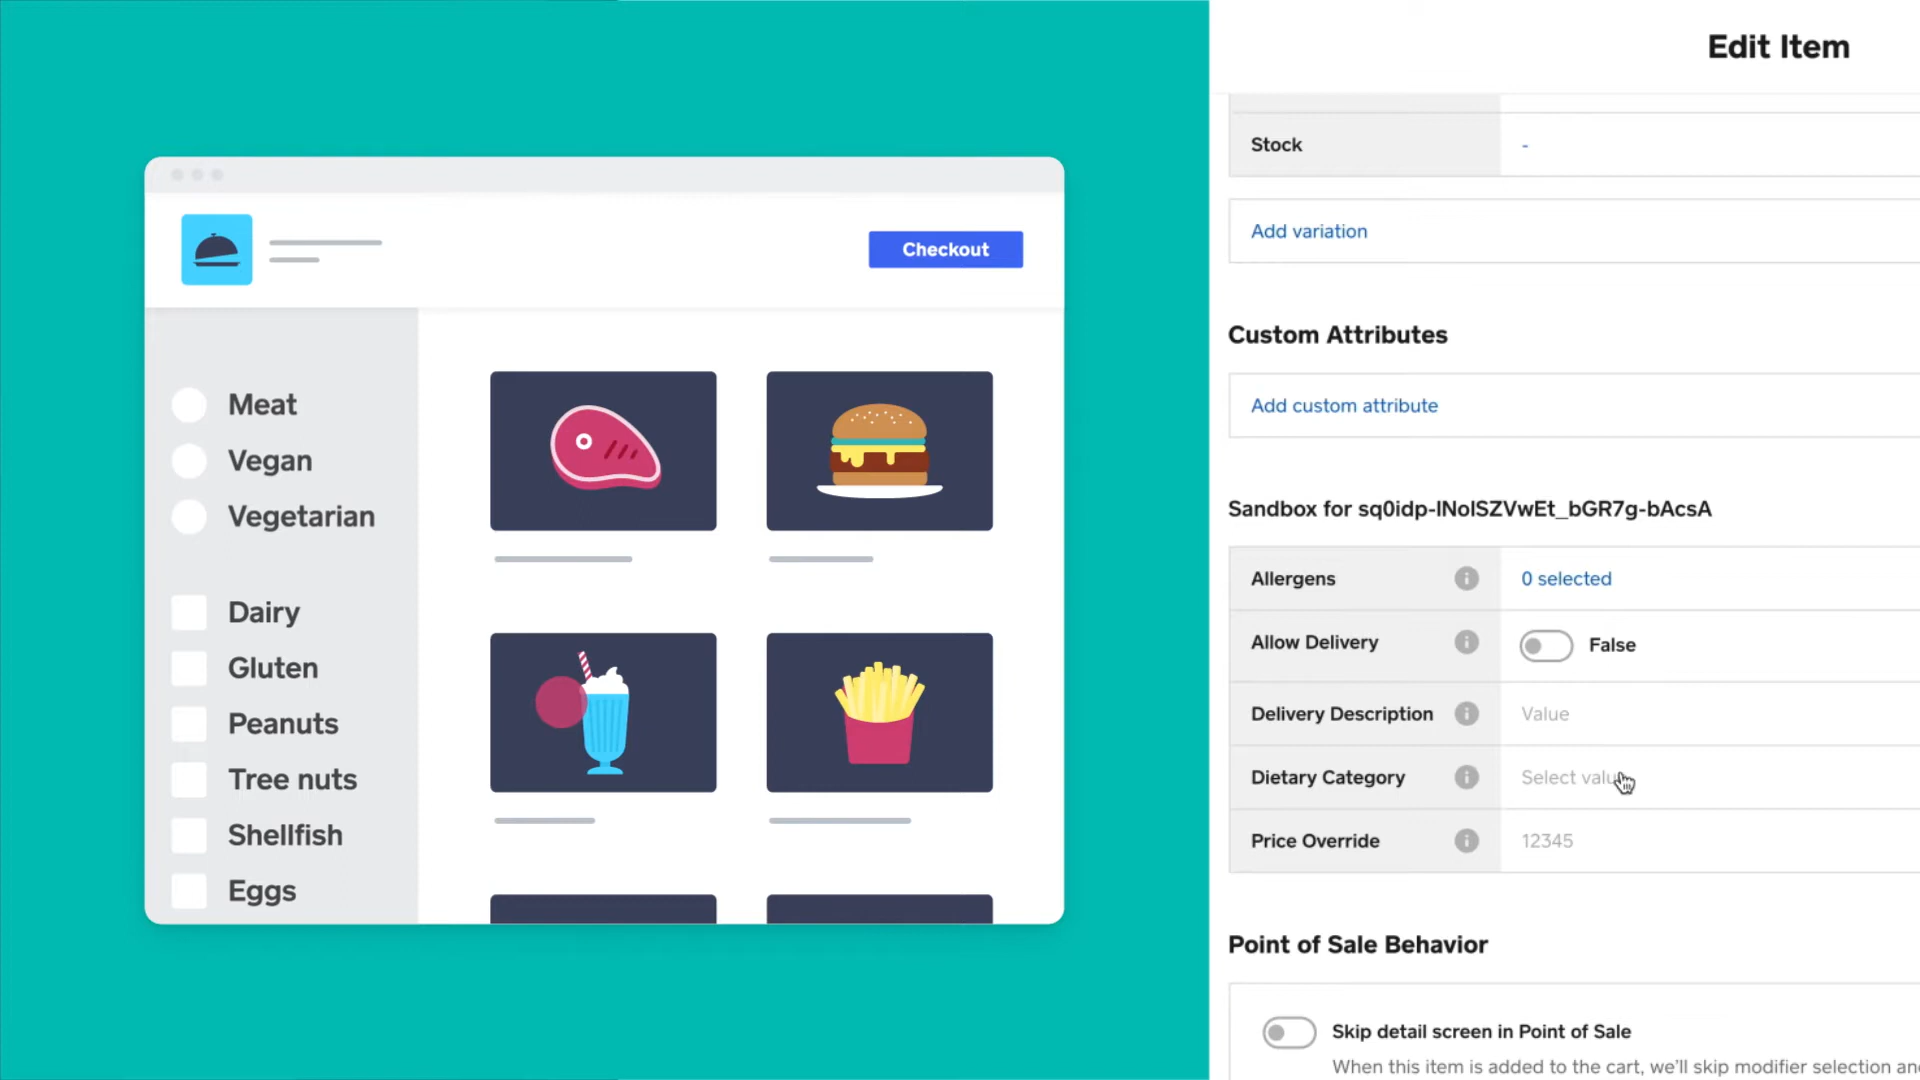 Checkout
Meat
Vegan
Vegetarian
Dairy
Gluten
Peanuts
Tree nuts
Shellfish
Eggs
Edit Item
Stock -
Add variation
Custom Attributes
Add custom attribute
Sandbox for sq0idp-lNolSZVwEt_bGR7g-bAcsA
Allergens 0 selected
Allow Delivery False
Delivery Description Value
Dietary Category Select valu
Price Override 12345
Point of Sale Behavior
Skip detail screen in Point of Sale
When this item is added to the cart, we'll skip modifier selection an